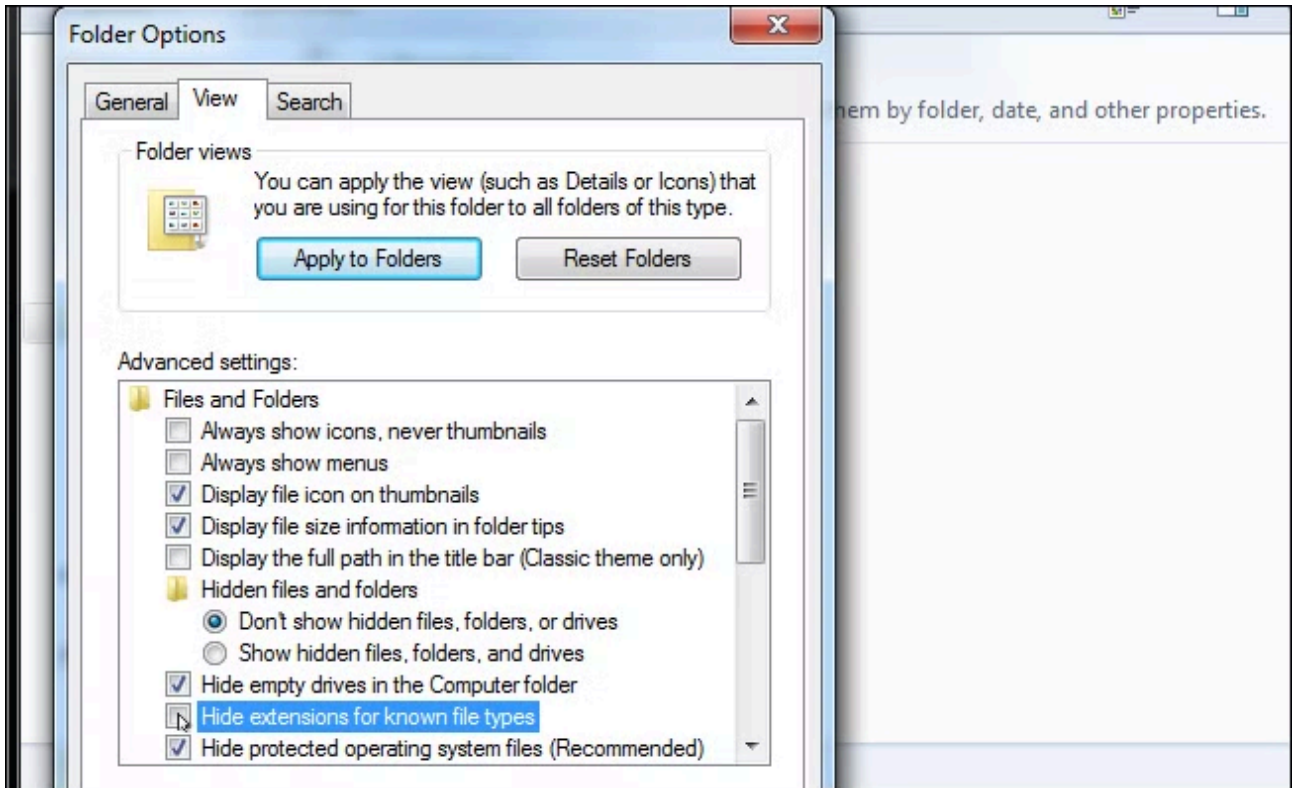 Folder Options
General View Search
hem by folder, date, and other properties.
Folder views
You can apply the view (such as Details or Icons) that
you are using for this folder to all folders of this type.
Apply to Folders Reset Folders
Advanced settings:
Files and Folders
Always show icons, never thumbnails
Always show menus
Display file icon on thumbnails
Display file size information in folder tips
Display the full path in the title bar (Classic theme only)
Hidden files and folders
Don't show hidden files, folders, or drives
Show hidden files, folders, and drives
Hide empty drives in the Computer folder
Hide extensions for known file types
Hide protected operating system files (Recommended)